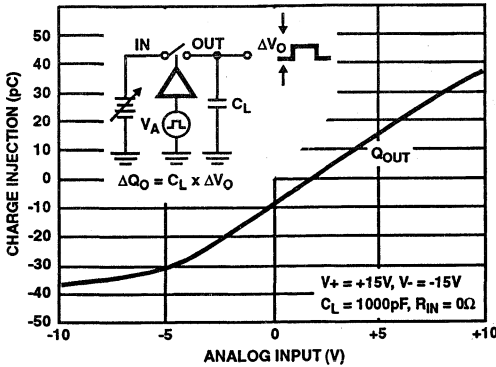 CHARGE INJECTION (pC)
50
40
30
20
10
0
-10
-20
-30
-40
-50
IN
OUT
ΔVO
VA
CL
ΔQO = CL x ΔVO
QOUT
V+ = +15V, V- = -15V
CL = 1000pF, RIN = 0Ω
-10
-5
0
+5
+10
ANALOG INPUT (V)